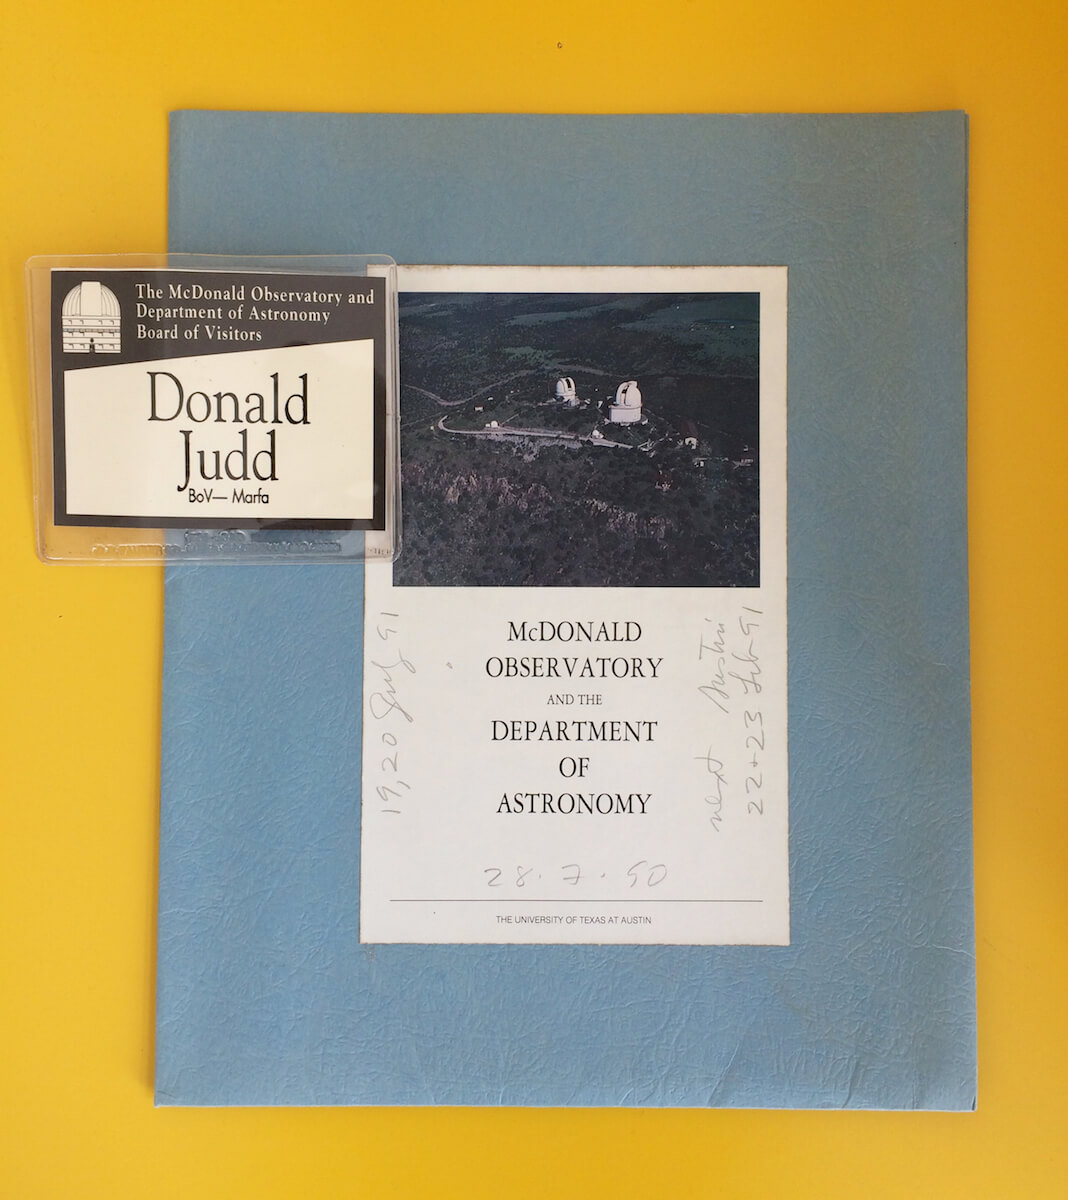 The McDonald Observatory and
Department of Astronomy
Board of Visitors
Donald
Judd
BoV— Marfa
McDONALD
OBSERVATORY
AND THE
DEPARTMENT
OF
ASTRONOMY
19, 20 July 91
next Austin
22+23 Feb 91
28.7.90
THE UNIVERSITY OF TEXAS AT AUSTIN